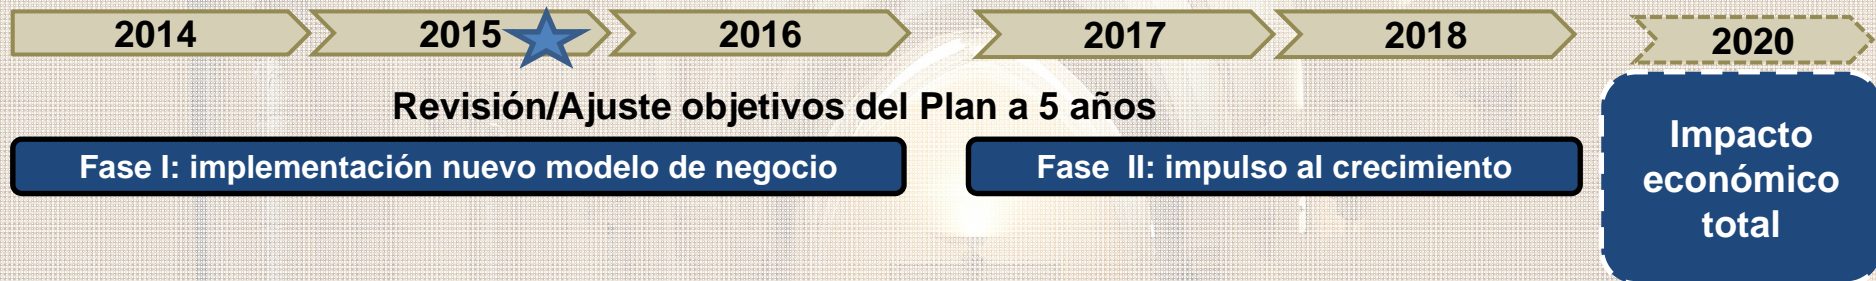 2014 2015 2016 2017 2018 2020
Revisión/Ajuste objetivos del Plan a 5 años
Fase I: implementación nuevo modelo de negocio
Fase II: impulso al crecimiento
Impacto
económico
total